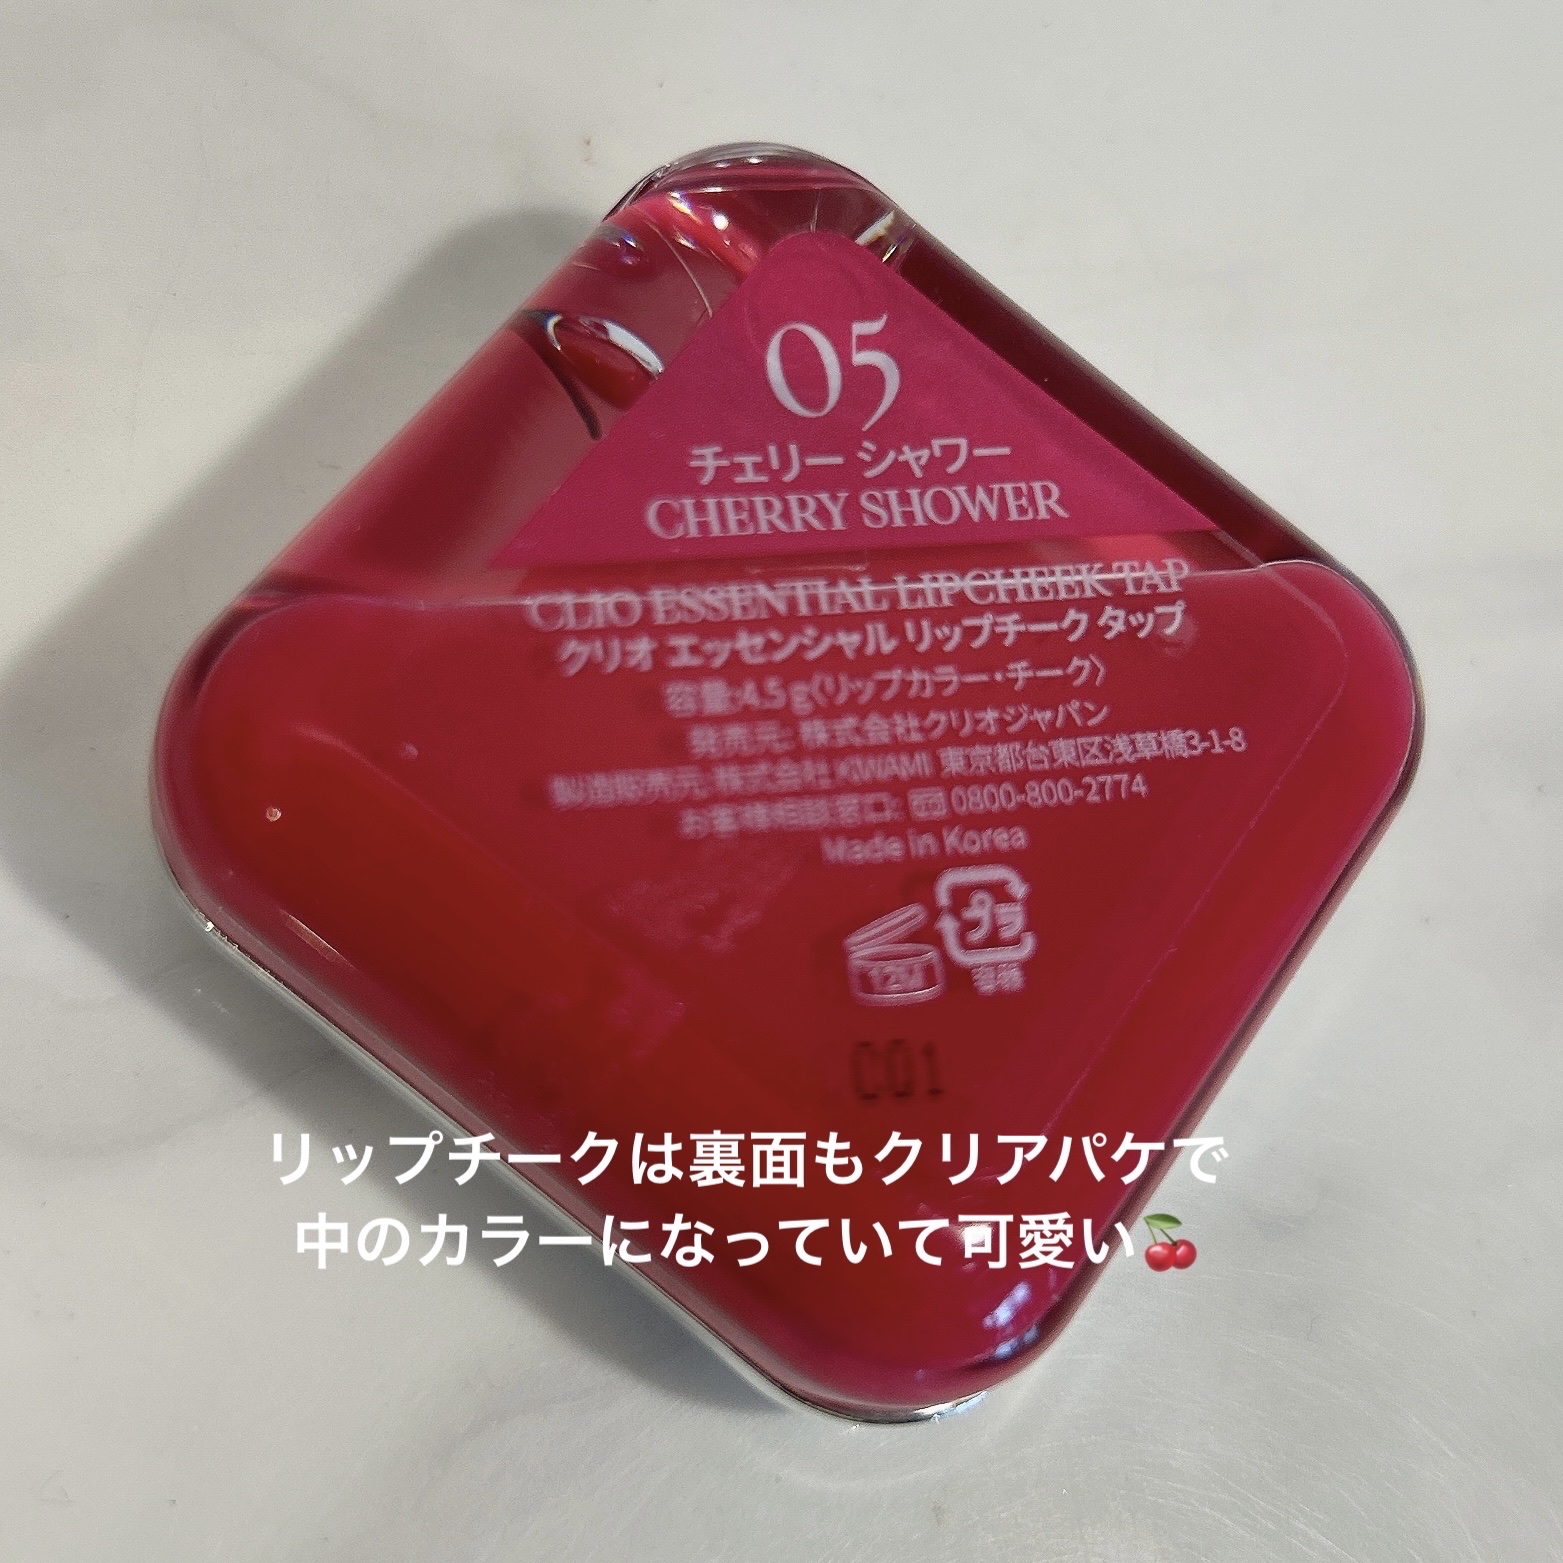 05
チェリー シャワー
CHERRY SHOWER
CLIO ESSENTIAL LIPCHEEK TAP
クリオ エッセンシャル リップチーク タップ
容量:4.5g〈リップカラー・チーク〉
発売元: 株式会社クリオジャパン
製造販売元: 株式会社 KIWAMI 東京都台東区浅草橋3-1-8
お客様相談窓口: 0800-800-2774
Made in Korea
プラ
12M
容器
C01
リップチークは裏面もクリアパケで
中のカラーになっていて可愛い🍒